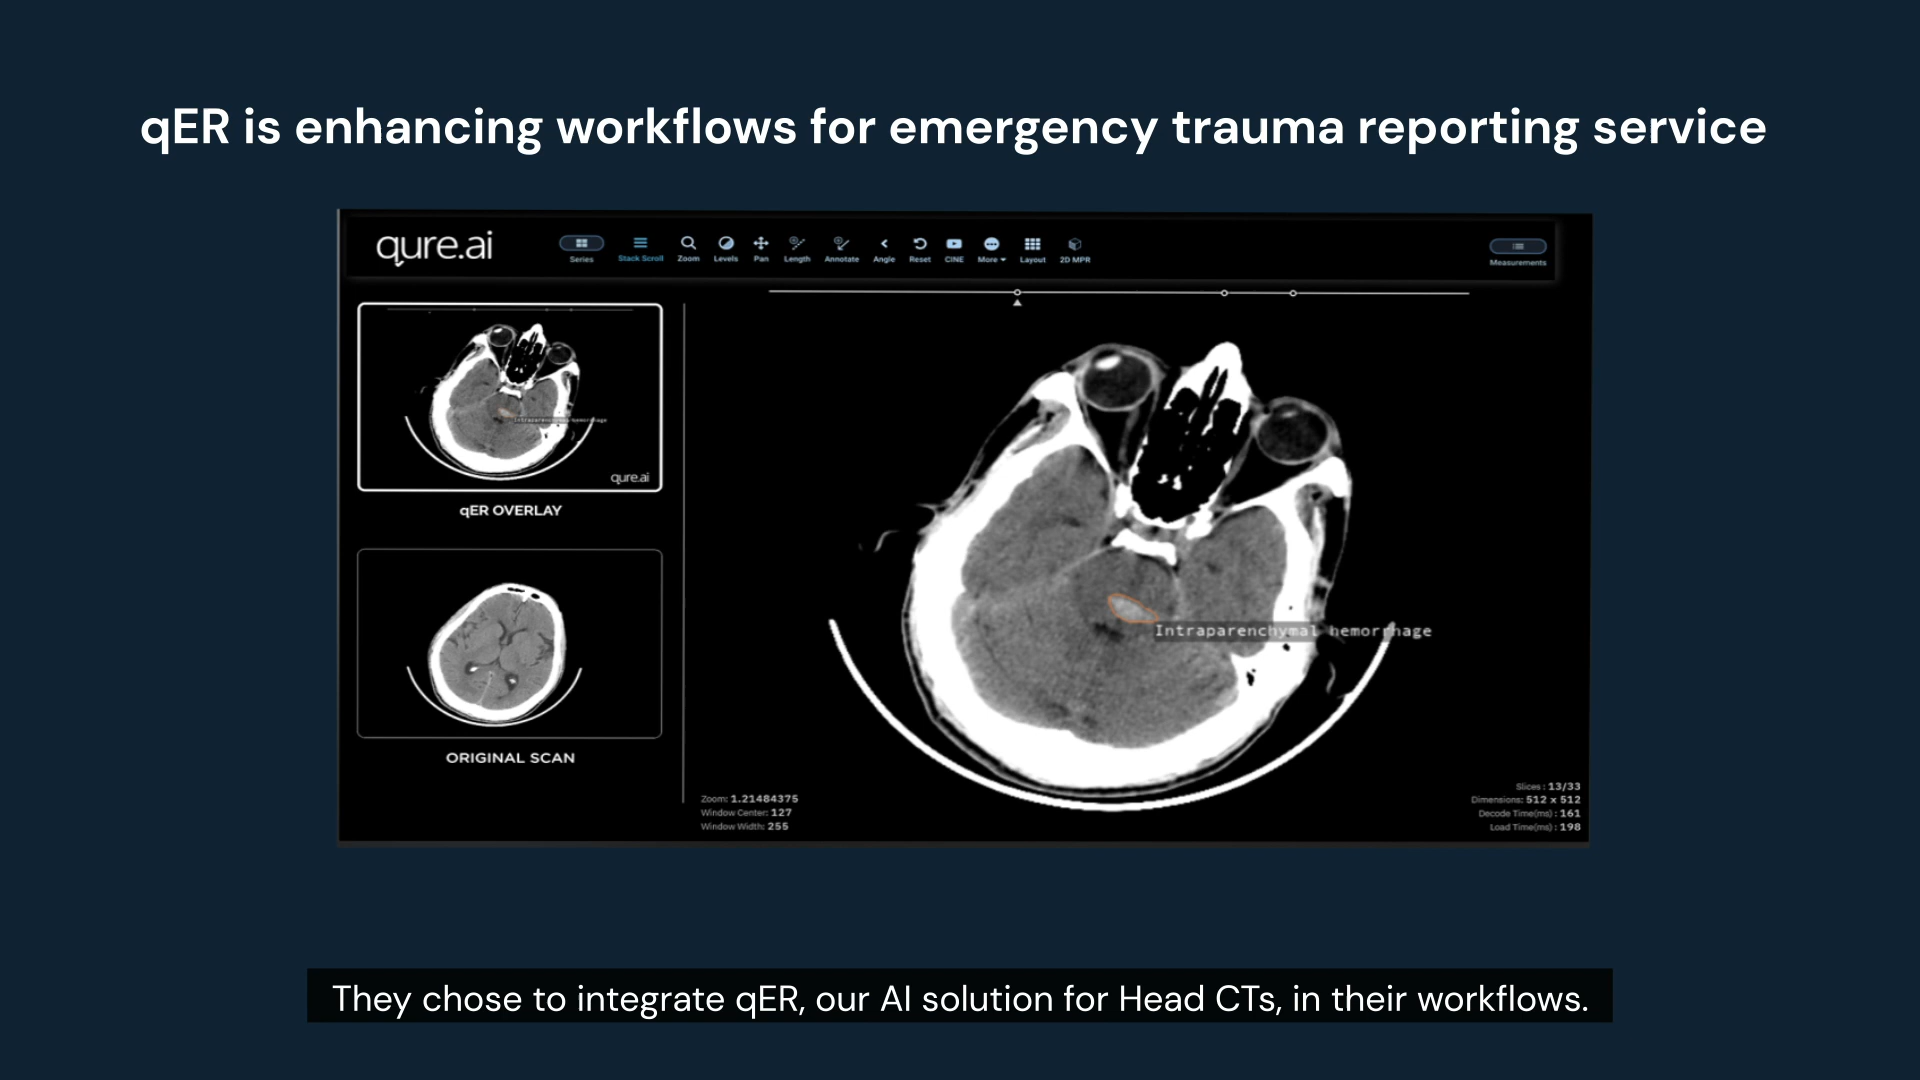 qER is enhancing workflows for emergency trauma reporting service
qure.ai
Series
Stack Scroll
Zoom
Levels
Pan
Length
Annotate
Angle
Reset
CINE
More
Layout
2D MPR
Measurements
Intraparenchymal hemorrhage
qure.ai
qER OVERLAY
Intraparenchymal hemorrhage
ORIGINAL SCAN
Zoom: 1.21484375
Window Center: 127
Window Width: 255
Slices : 13/33
Dimensions: 512 x 512
Decode Time(ms) : 161
Load Time(ms) : 198
They chose to integrate qER, our AI solution for Head CTs, in their workflows.